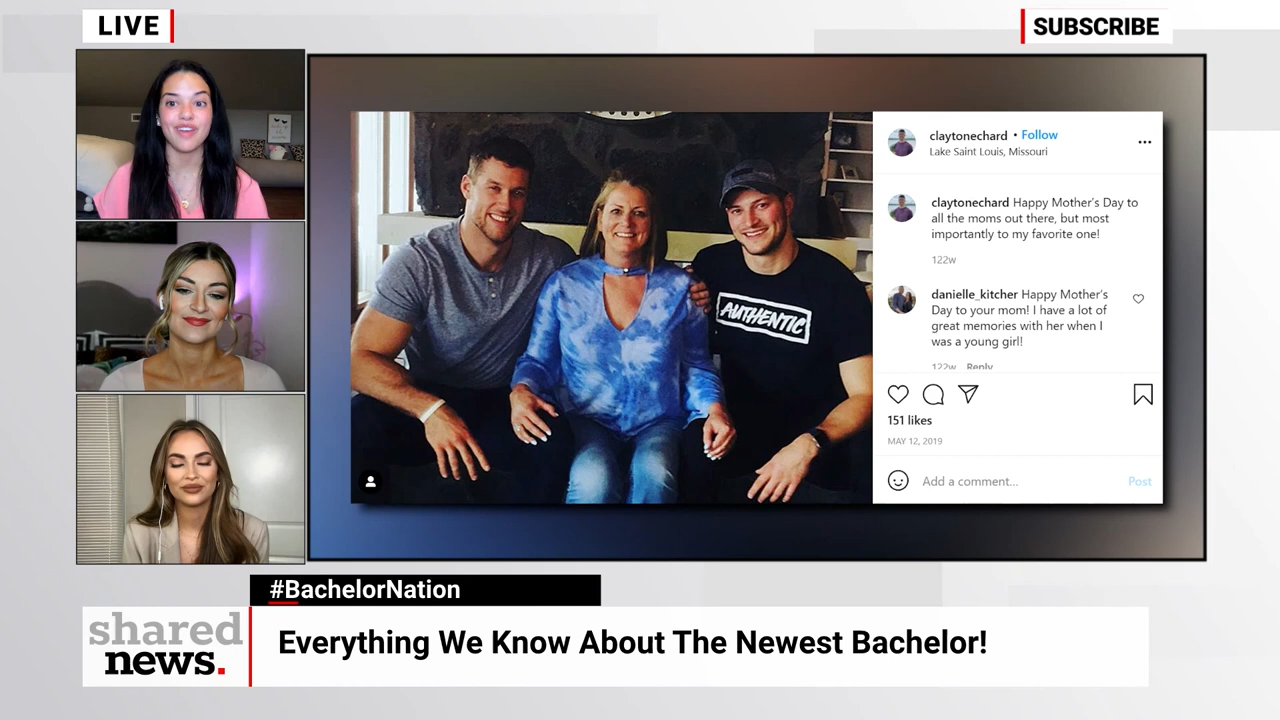 LIVE
SUBSCRIBE
claytonechard • Follow
Lake Saint Louis, Missouri
claytonechard Happy Mother's Day to
all the moms out there, but most
importantly to my favorite one!
122w
danielle_kitcher Happy Mother's
Day to your mom! I have a lot of
great memories with her when I
was a young girl!
122w Reply
AUTHENTIC
151 likes
MAY 12, 2019
Add a comment...
Post
#BachelorNation
shared
news.
Everything We Know About The Newest Bachelor!